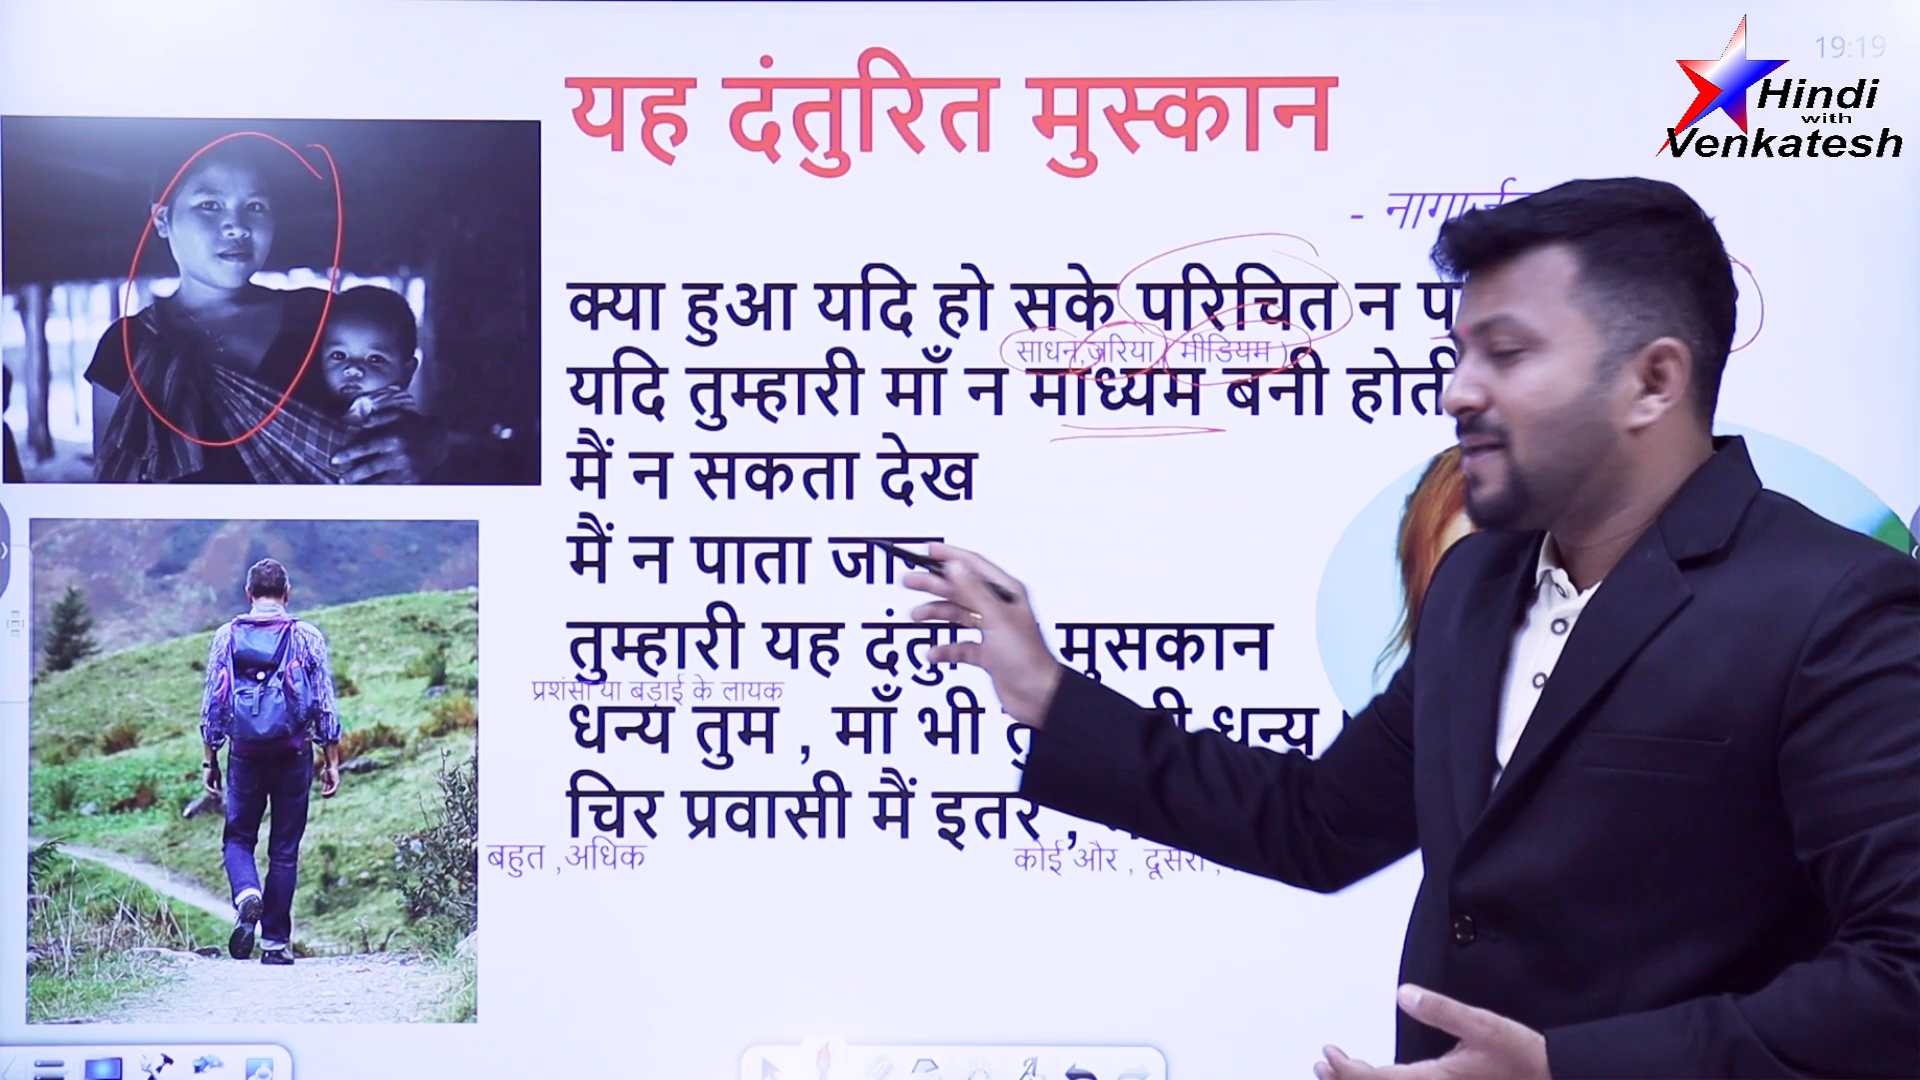 यह दंतुरित मुस्कान
19:19
Hindi
with
Venkatesh
-
क्या हुआ यदि हो सके परिचित न
साधन,जरिया, मीडियम )
यदि तुम्हारी माँ न माध्यम बनी होती
मैं न सकता देख
मैं न पाता जान
तुम्हारी यह मुसकान
प्रशंसा या बड़ाई के लायक
धन्य तुम , माँ भी धन्य
चिर प्रवासी मैं इतर ,
बहुत ,अधिक
कोई और , दूसरा ,